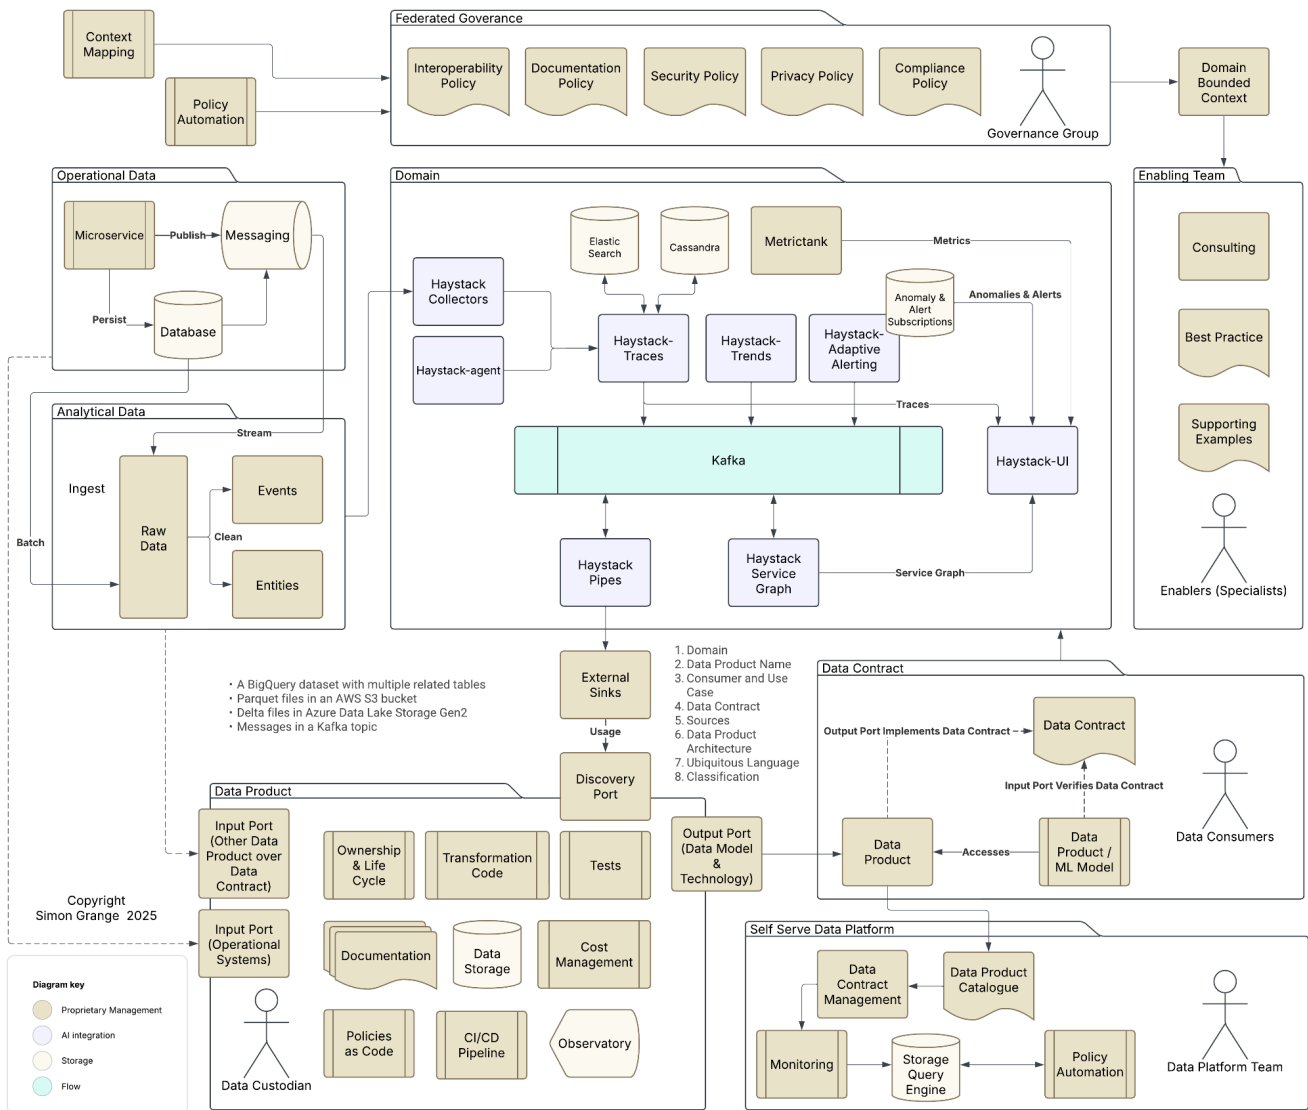 Federated Goverance
Context
Mapping
Policy
Automation
Interoperability
Policy
Documentation
Policy
Security Policy
Privacy Policy
Compliance
Policy
Governance Group
Domain
Bounded
Context
Operational Data
Microservice
Publish
Messaging
Persist
Database
Domain
Haystack
Collectors
Haystack-agent
Elastic
Search
Cassandra
Metrictank
Metrics
Anomaly &
Alert
Subscriptions
Anomalies & Alerts
Haystack-
Traces
Haystack-
Trends
Haystack-
Adaptive
Alerting
Traces
Kafka
Haystack-UI
Haystack
Pipes
Haystack
Service
Graph
Service Graph
Enabling Team
Consulting
Best Practice
Supporting
Examples
Enablers (Specialists)
Analytical Data
Stream
Ingest
Raw
Data
Events
Clean
Entities
Batch
• A BigQuery dataset with multiple related tables
• Parquet files in an AWS S3 bucket
• Delta files in Azure Data Lake Storage Gen2
• Messages in a Kafka topic
External
Sinks
Usage
Discovery
Port
1. Domain
2. Data Product Name
3. Consumer and Use
Case
4. Data Contract
5. Sources
6. Data Product
Architecture
7. Ubiquitous Language
8. Classification
Data Contract
Output Port Implements Data Contract
Data Contract
Input Port Verifies Data Contract
Data
Product
Accesses
Data
Product /
ML Model
Data Consumers
Data Product
Input Port
(Other Data
Product over
Data
Contract)
Input Port
(Operational
Systems)
Ownership
& Life
Cycle
Transformation
Code
Tests
Output Port
(Data Model
&
Technology)
Documentation
Data
Storage
Cost
Management
Policies
as Code
CI/CD
Pipeline
Observatory
Data Custodian
Copyright
Simon Grange 2025
Diagram key
Proprietary Management
AI integration
Storage
Flow
Self Serve Data Platform
Data
Contract
Management
Data Product
Catalogue
Monitoring
Storage
Query
Engine
Policy
Automation
Data Platform Team